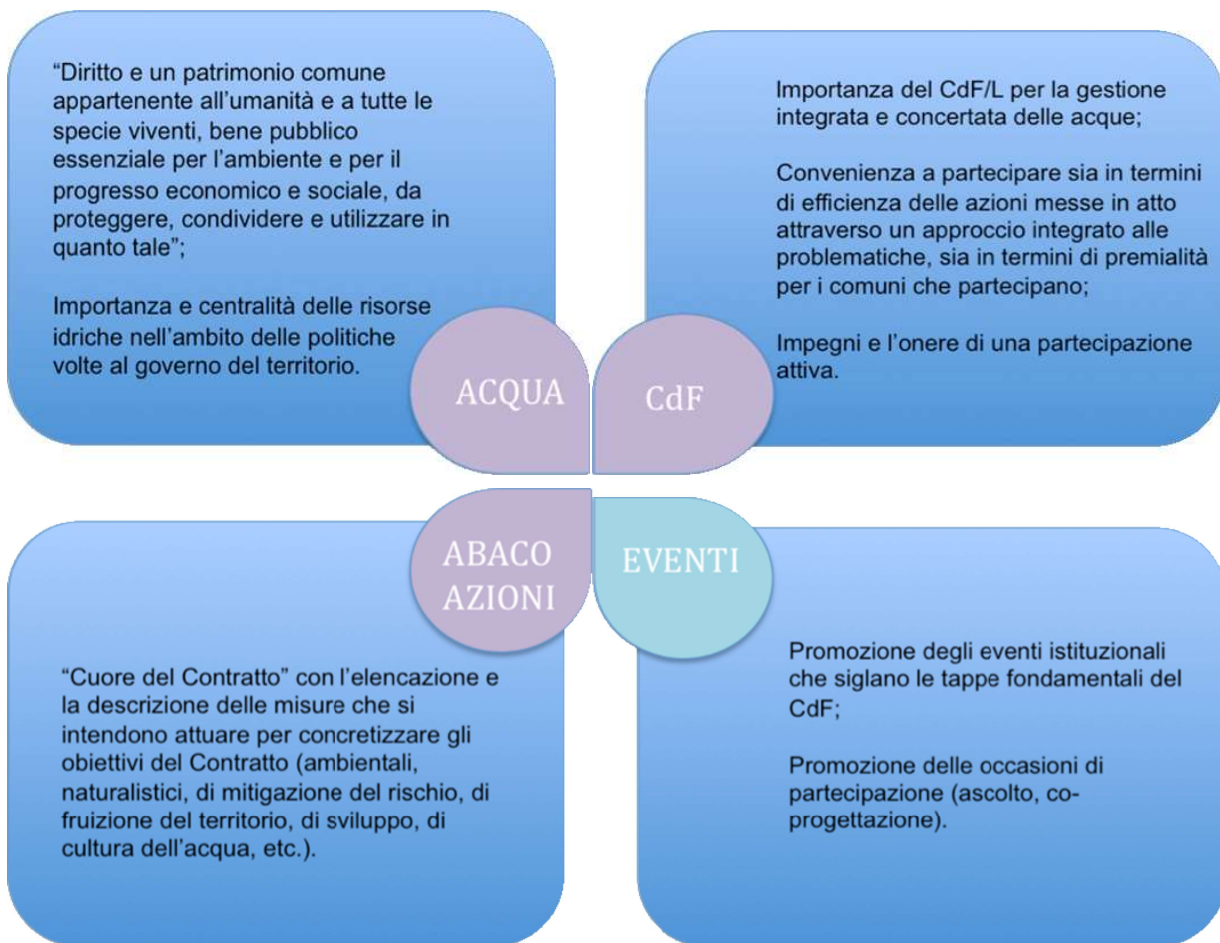 “Diritto e un patrimonio comune
appartenente all’umanità e a tutte le
specie viventi, bene pubblico
essenziale per l’ambiente e per il
progresso economico e sociale, da
proteggere, condividere e utilizzare in
quanto tale”;
Importanza e centralità delle risorse
idriche nell’ambito delle politiche
volte al governo del territorio.
ACQUA
Importanza del CdF/L per la gestione
integrata e concertata delle acque;
Convenienza a partecipare sia in termini
di efficienza delle azioni messe in atto
attraverso un approccio integrato alle
problematiche, sia in termini di premialità
per i comuni che partecipano;
Impegni e l’onere di una partecipazione
attiva.
CdF
ABACO
AZIONI
“Cuore del Contratto” con l’elencazione e
la descrizione delle misure che si
intendono attuare per concretizzare gli
obiettivi del Contratto (ambientali,
naturalistici, di mitigazione del rischio, di
fruizione del territorio, di sviluppo, di
cultura dell’acqua, etc.).
EVENTI
Promozione degli eventi istituzionali
che siglano le tappe fondamentali del
CdF;
Promozione delle occasioni di
partecipazione (ascolto, co-
progettazione).